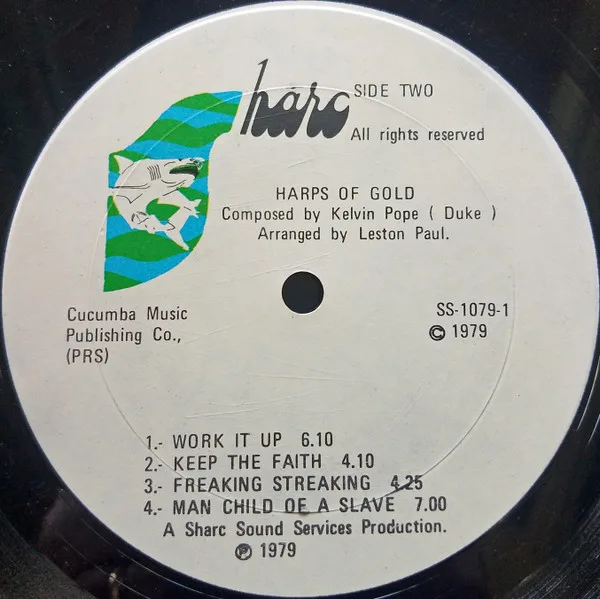 harc
SIDE TWO
All rights reserved
HARPS OF GOLD
Composed by Kelvin Pope ( Duke )
Arranged by Leston Paul.
Cucumba Music
Publishing Co.,
(PRS)
SS-1079-1
© 1979
1.- WORK IT UP 6.10
2.- KEEP THE FAITH 4.10
3.- FREAKING STREAKING 4.25
4.- MAN CHILD OE A SLAVE 7.00
A Sharc Sound Services Production.
℗ 1979